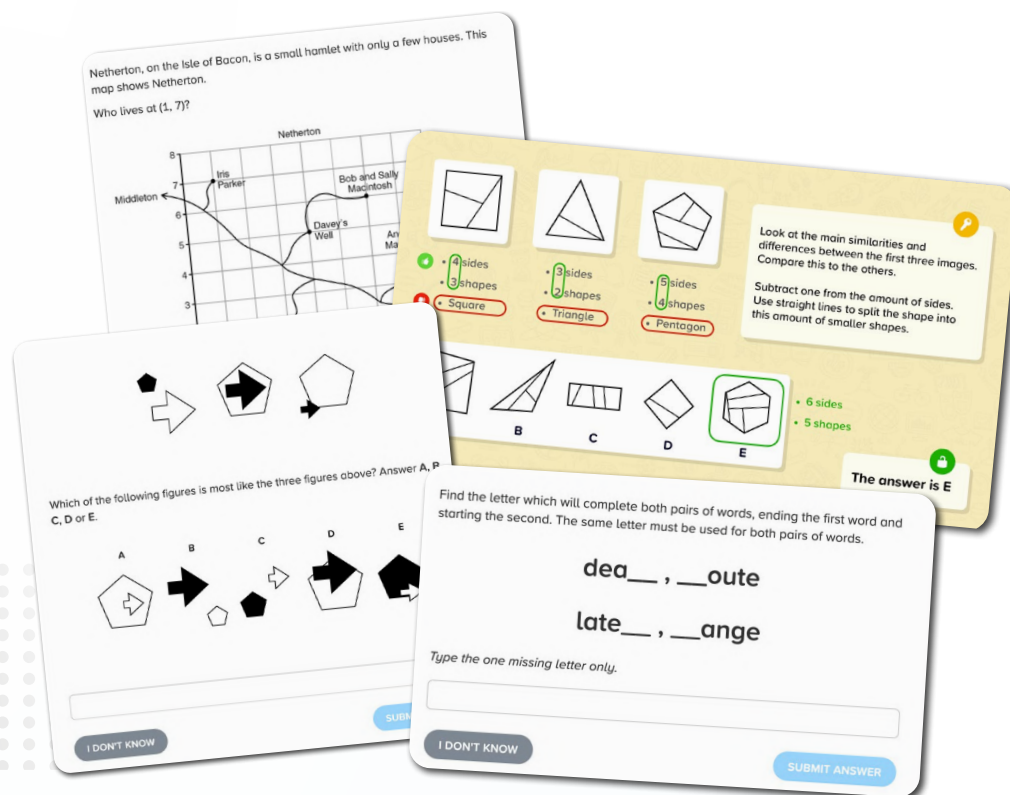 Netherton, on the Isle of Bacon, is a small hamlet with only a few houses. This
map shows Netherton.
Who lives at (1, 7)?
Netherton
8
7
6
5
4
3
Middleton
Iris
Parker
Bob and Sally
Macintosh
Davey's
Well
• 4 sides
• 3 shapes
• Square
• 3 sides
• 2 shapes
• Triangle
• 5 sides
• 4 shapes
• Pentagon
Look at the main similarities and
differences between the first three images.
Compare this to the others.
Subtract one from the amount of sides.
Use straight lines to split the shape into
this amount of smaller shapes.
B
C
D
E
• 6 sides
• 5 shapes
The answer is E
Which of the following figures is most like the three figures above? Answer A, B
C, D or E.
A
B
C
D
E
I DON'T KNOW
Find the letter which will complete both pairs of words, ending the first word and
starting the second. The same letter must be used for both pairs of words.
dea__ , __oute
late__ , __ange
Type the one missing letter only.
I DON'T KNOW
SUBMIT ANSWER